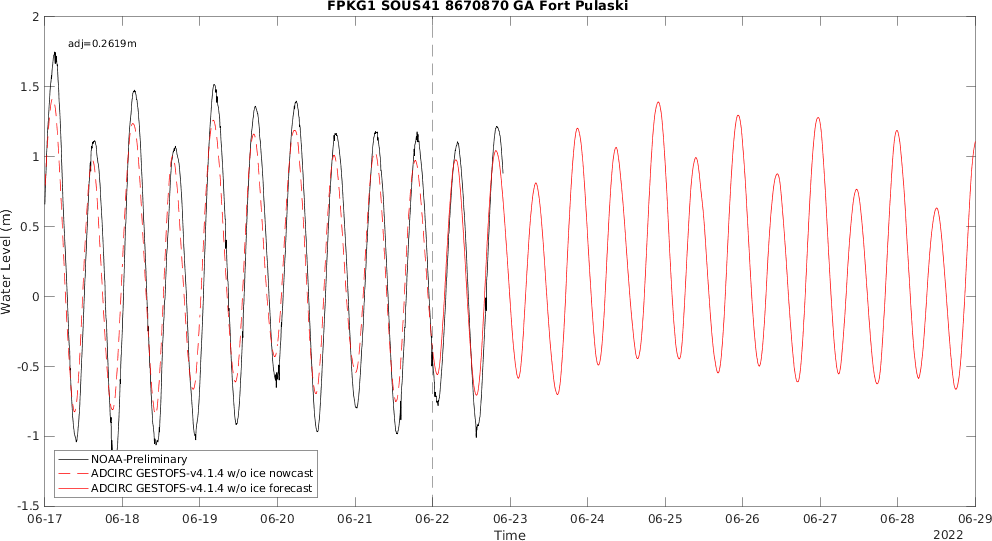 FPKG1 SOUS41 8670870 GA Fort Pulaski
adj=0.2619m
2
1.5
1
0.5
0
-0.5
-1
-1.5
Water Level (m)
NOAA-Preliminary
ADCIRC GESTOFS-v4.1.4 w/o ice nowcast
ADCIRC GESTOFS-v4.1.4 w/o ice forecast
06-17 06-18 06-19 06-20 06-21 06-22 06-23 06-24 06-25 06-26 06-27 06-28 06-29
Time 2022